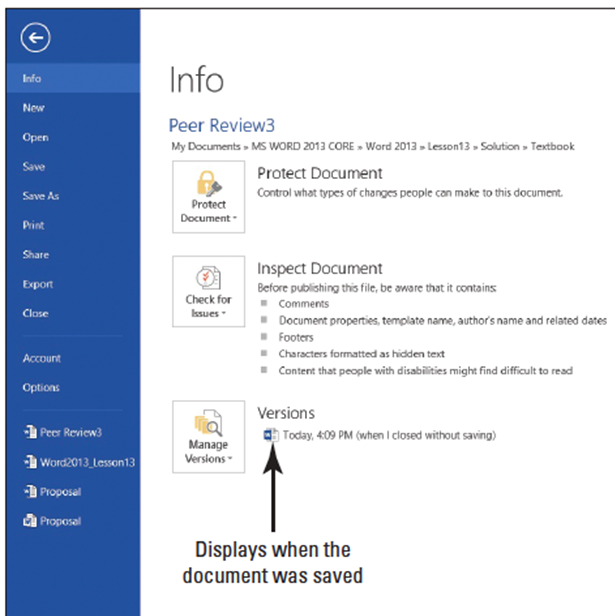 Info
New
Open
Save
Save As
Print
Share
Export
Close
Account
Options
Peer Review3
Word2013_Lesson13
Proposal
Proposal
Info
Peer Review3
My Documents » MS WORD 2013 CORE » Word 2013 » Lesson13 » Solution » Textbook
Protect
Document
Protect Document
Control what types of changes people can make to this document.
Check for
Issues
Inspect Document
Before publishing this file, be aware that it contains:
Comments
Document properties, template name, author's name and related dates
Footers
Characters formatted as hidden text
Content that people with disabilities might find difficult to read
Manage
Versions
Versions
Today, 4:09 PM (when I closed without saving)
Displays when the
document was saved